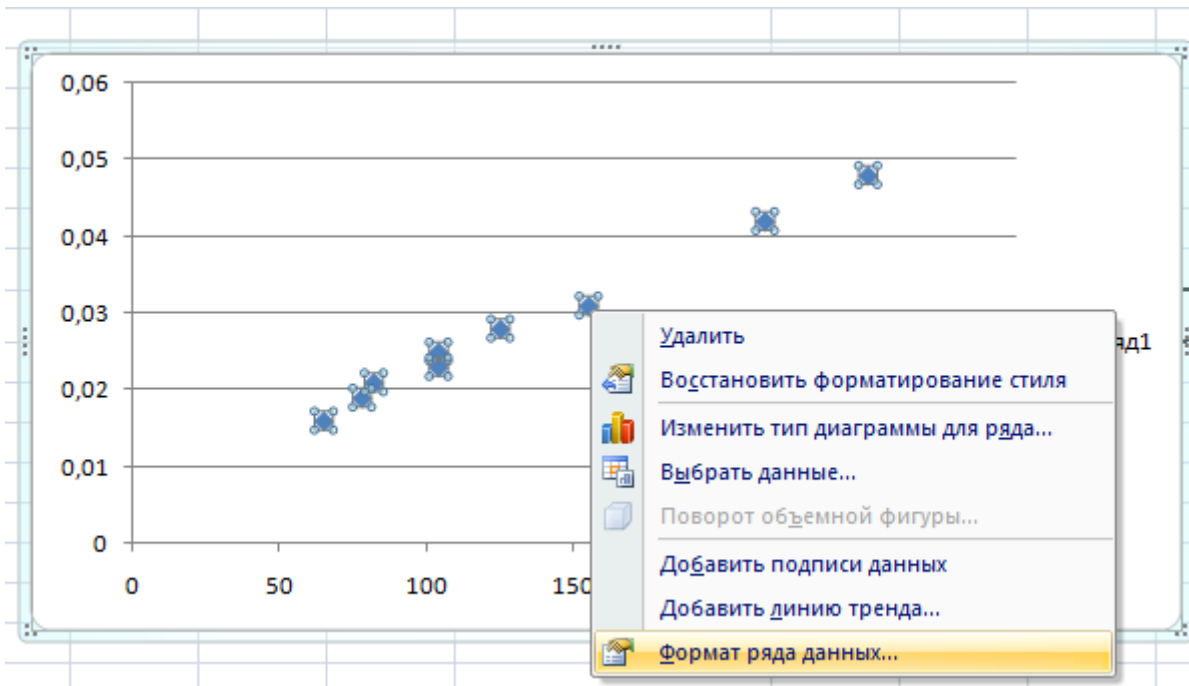 0,06
0,05
0,04
0,03
0,02
0,01
0
0 50 100 150
яд1
Удалить
Восстановить форматирование стиля
Изменить тип диаграммы для ряда...
Выбрать данные...
Поворот объемной фигуры...
Добавить подписи данных
Добавить линию тренда...
Формат ряда данных...